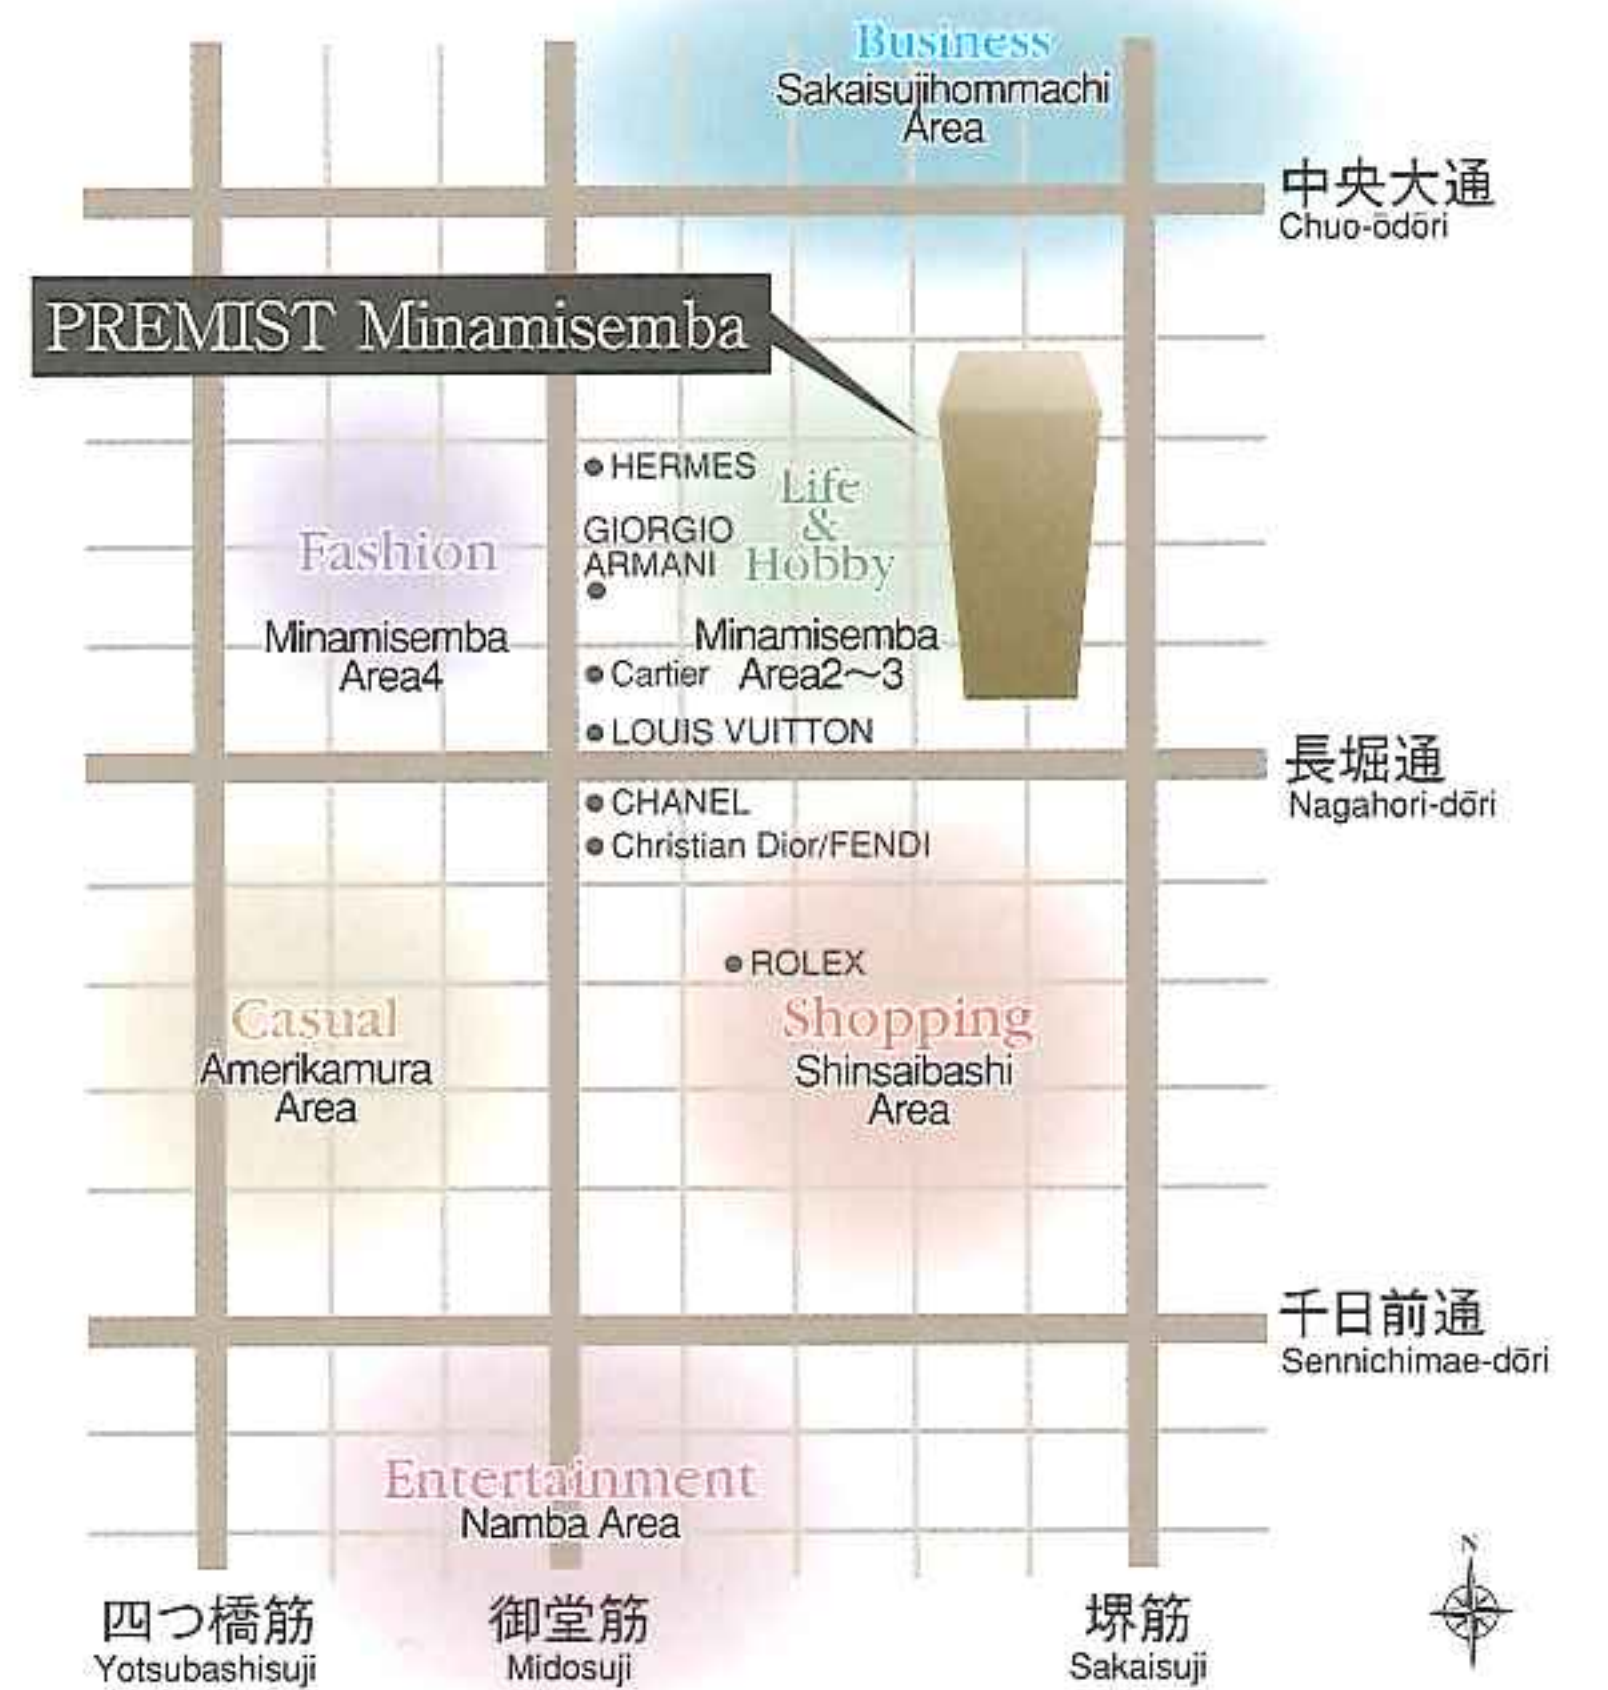 Business
Sakaisujihommachi
Area
中央大通
Chuo-ōdōri
PREMIST Minamisemba
HERMES
Life
&
Hobby
GIORGIO
ARMANI
Fashion
Minamisemba
Area4
Minamisemba
Area2～3
Cartier
LOUIS VUITTON
長堀通
Nagahori-dōri
CHANEL
Christian Dior/FENDI
ROLEX
Casual
Amerikamura
Area
Shopping
Shinsaibashi
Area
千日前通
Sennichimae-dōri
Entertainment
Namba Area
N
四つ橋筋
Yotsubashisuji
御堂筋
Midosuji
堺筋
Sakaisuji